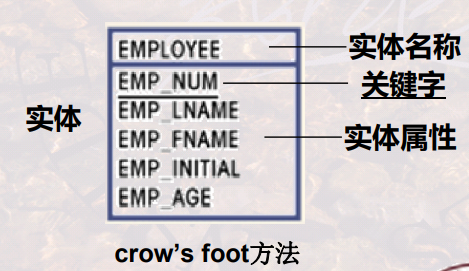 EMPLOYEE 实体名称
EMP_NUM 关键字
实体 EMP_LNAME
EMP_FNAME 实体属性
EMP_INITIAL
EMP_AGE
crow's foot方法